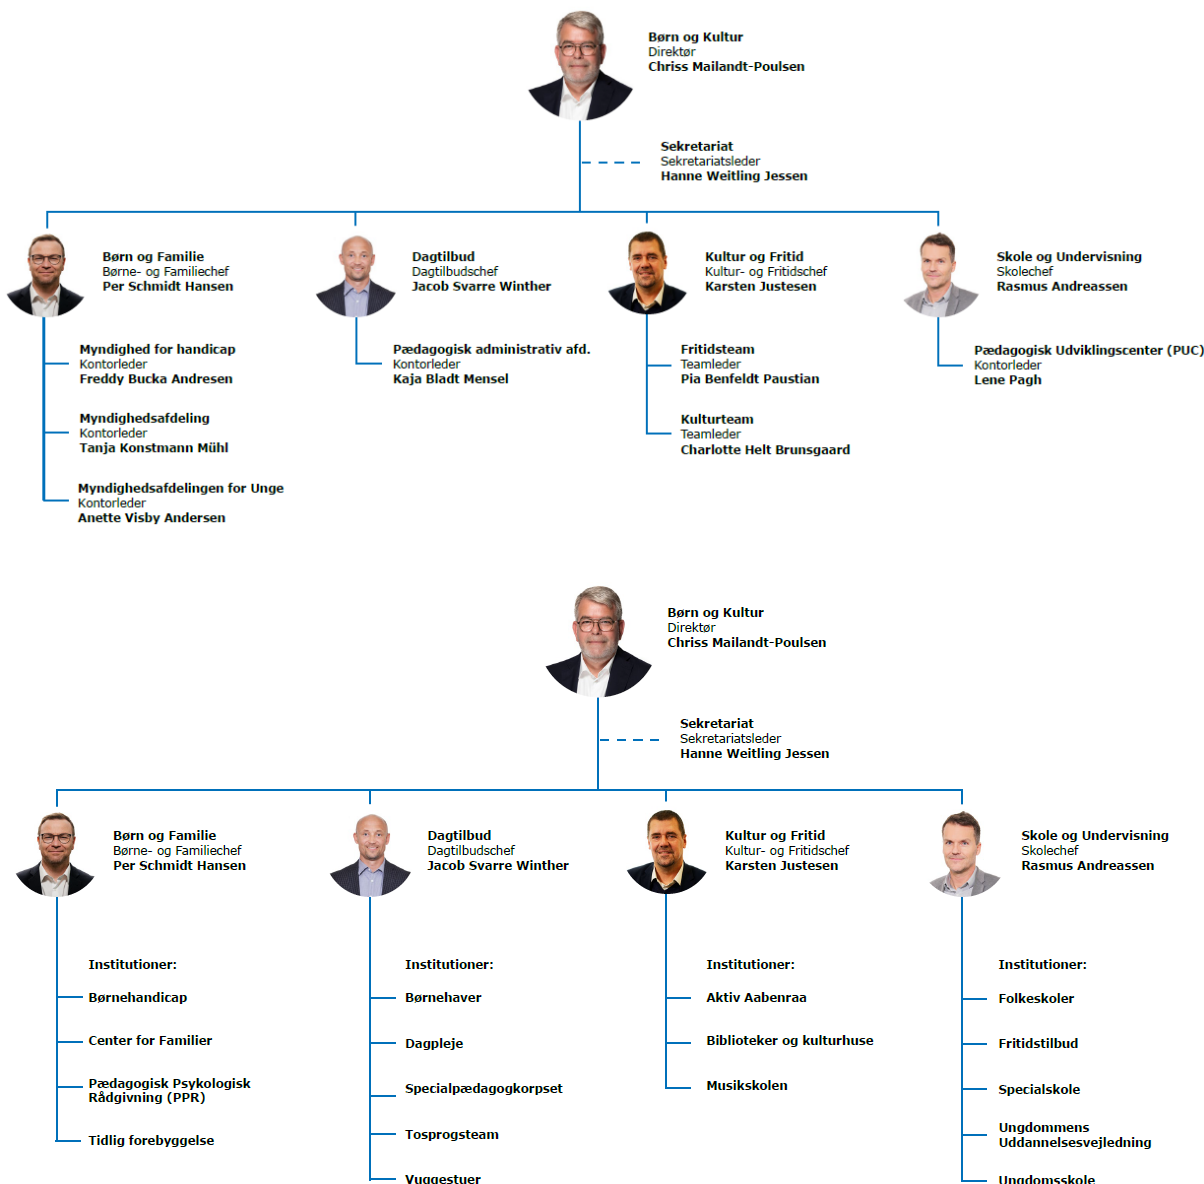 Børn og Kultur
Direktør
Chriss Mailandt-Poulsen
Sekretariat
Sekretariatsleder
Hanne Weitling Jessen
Børn og Familie
Børne- og Familiechef
Per Schmidt Hansen
Dagtilbud
Dagtilbudschef
Jacob Svarre Winther
Kultur og Fritid
Kultur- og Fritidschef
Karsten Justesen
Skole og Undervisning
Skolechef
Rasmus Andreassen
Myndighed for handicap
Kontorleder
Freddy Bucka Andresen
Myndighedsafdeling
Kontorleder
Tanja Konstmann Mühl
Myndighedsafdelingen for Unge
Kontorleder
Anette Visby Andersen
Pædagogisk administrativ afd.
Kontorleder
Kaja Bladt Mensel
Fritidsteam
Teamleder
Pia Benfeldt Paustian
Kulturteam
Teamleder
Charlotte Helt Brunsgaard
Pædagogisk Udviklingscenter (PUC)
Kontorleder
Lene Pagh
Børn og Kultur
Direktør
Chriss Mailandt-Poulsen
Sekretariat
Sekretariatsleder
Hanne Weitling Jessen
Børn og Familie
Børne- og Familiechef
Per Schmidt Hansen
Dagtilbud
Dagtilbudschef
Jacob Svarre Winther
Kultur og Fritid
Kultur- og Fritidschef
Karsten Justesen
Skole og Undervisning
Skolechef
Rasmus Andreassen
Institutioner:
Børnehandicap
Center for Familier
Pædagogisk Psykologisk
Rådgivning (PPR)
Tidlig forebyggelse
Institutioner:
Børnehaver
Dagpleje
Specialpædagogkorpset
Tosprogsteam
Vuggestuer
Institutioner:
Aktiv Aabenraa
Biblioteker og kulturhuse
Musikskolen
Institutioner:
Folkeskoler
Fritidstilbud
Specialskole
Ungdommens
Uddannelsesvejledning
Ungdomsskole